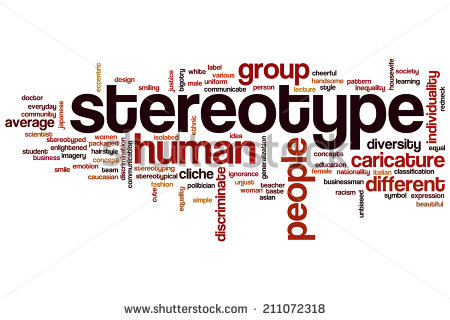 eccentric
design
smiling
justice
bigotry
white
male
label
various
uniform
communicate
group
person
lecture
cheerful
handsome
style
pattern
inequality
housewife
society
learning
redneck
individuality
doctor
everyday
community
japanese
average
scientist
stereotype
stereotyped
student
enlightened
business
imagery
smile
emotion
women
packaged
hairstyle
concept
team
caucasian
discrimination
communication
human
isolated
ethnic
idea
generalization
people
diversity
equal
concepts
education
caricature
female
nationality
italian
classification
stereotyping
stereotypical
cliche
fashion
cute
equality
politician
simple
discriminate
ignorance
unjust
woman
teacher
taste
asian
businessman
different
racism
unbiased
symbol
expression
beautiful
shutterstock
www.shutterstock.com · 211072318